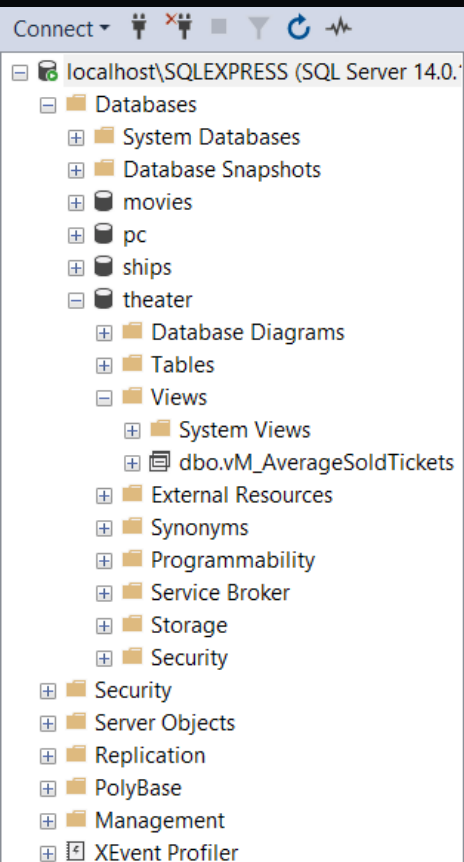 Connect
localhost\SQLEXPRESS (SQL Server 14.0.
Databases
System Databases
Database Snapshots
movies
pc
ships
theater
Database Diagrams
Tables
Views
System Views
dbo.vM_AverageSoldTickets
External Resources
Synonyms
Programmability
Service Broker
Storage
Security
Security
Server Objects
Replication
PolyBase
Management
XEvent Profiler